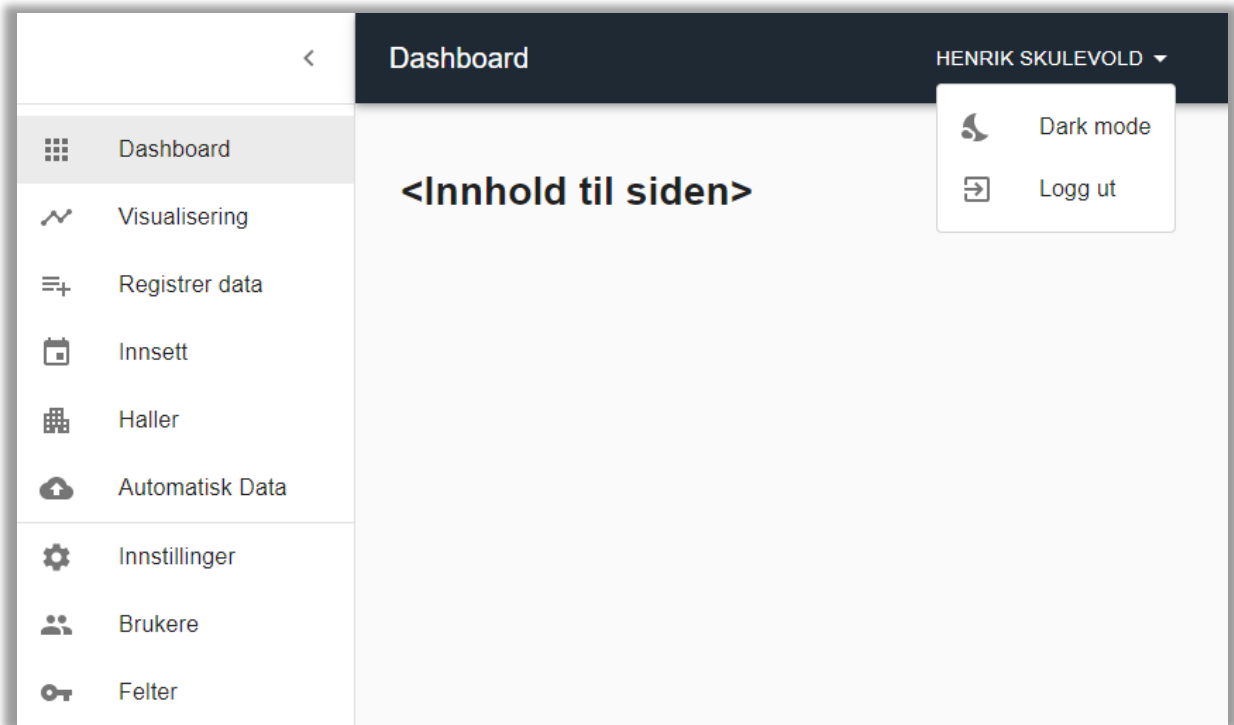 Dashboard
HENRIK SKULEVOLD
Dark mode
Logg ut
Dashboard
Visualisering
Registrer data
Innsett
Haller
Automatisk Data
Innstillinger
Brukere
Felter
<Innhold til siden>